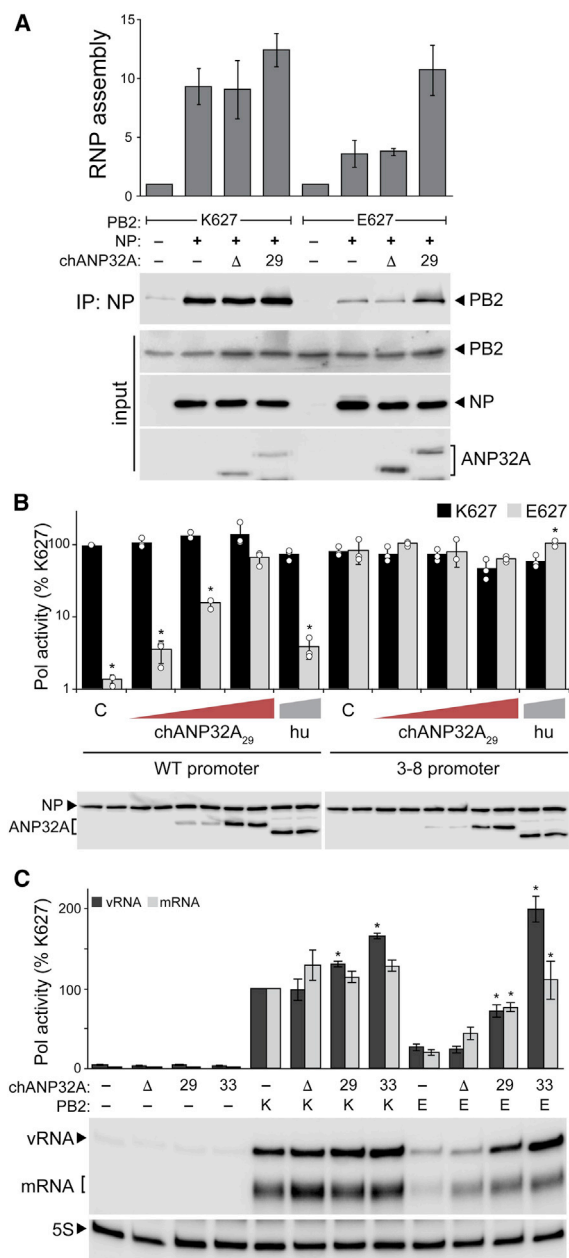 A
RNP assembly
15
10
5
0
PB2: K627 E627
NP: – + + + – + + +
chANP32A: – – Δ 29 – – Δ 29
IP: NP ◄ PB2
input
◄ PB2
◄ NP
ANP32A
B
K627 E627
Pol activity (% K627)
100
10
1
* * * * *
C chANP32A29 hu C chANP32A29 hu
WT promoter 3-8 promoter
NP►
ANP32A[
C
vRNA mRNA
Pol activity (% K627)
200
100
0
* * * * * *
chANP32A: – Δ 29 33 – Δ 29 33 – Δ 29 33
PB2: – – – – K K K K E E E E
vRNA►
mRNA [
5S►